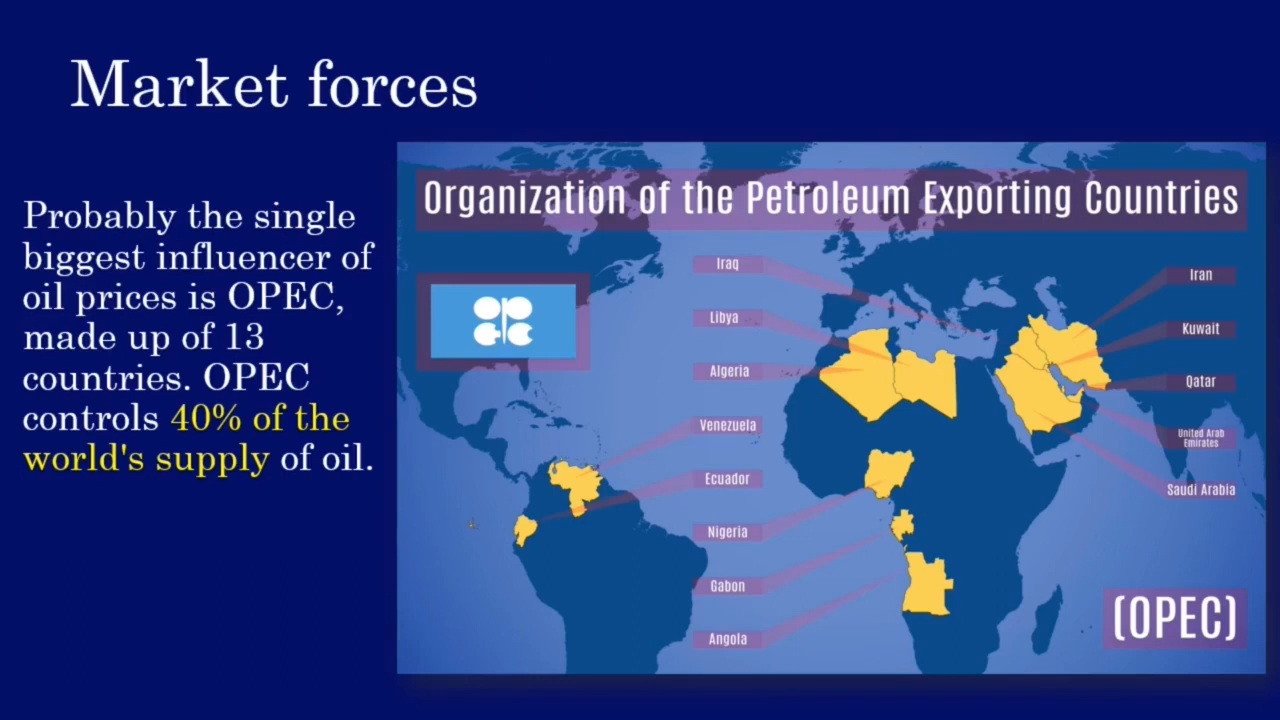 Market forces
Probably the single
biggest influencer of
oil prices is OPEC,
made up of 13
countries. OPEC
controls 40% of the
world's supply of oil.
Organization of the Petroleum Exporting Countries
Iraq
Libya
Algeria
Venezuela
Ecuador
Nigeria
Gabon
Angola
Iran
Kuwait
Qatar
United Arab
Emirates
Saudi Arabia
(OPEC)